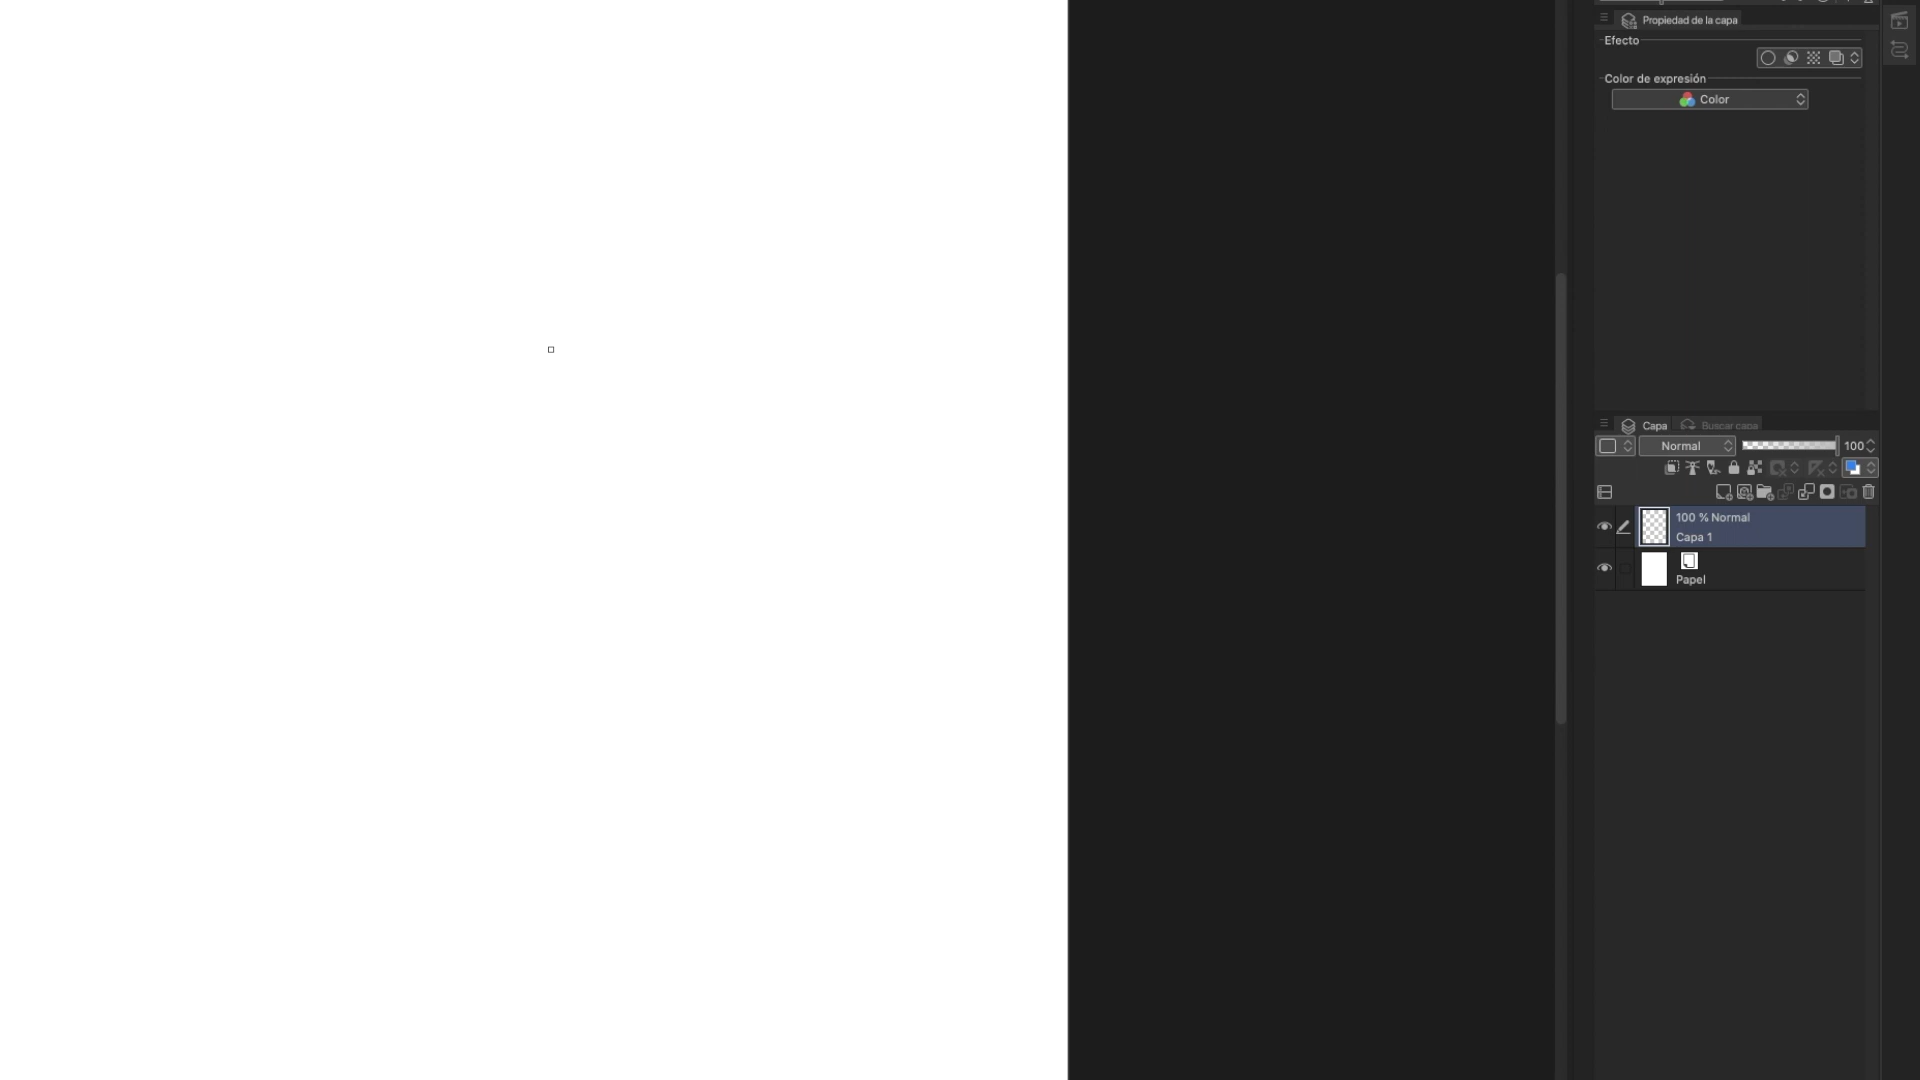 Propiedad de la capa
Efecto
Color de expresión
Color
Capa
Buscar capa
Normal
100
100 % Normal
Capa 1
Papel